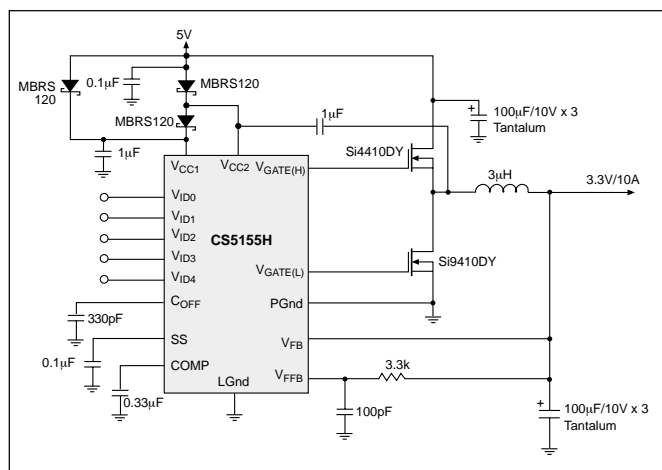 5V
MBRS
120
0.1µF
MBRS120
MBRS120
1µF
100µF/10V x 3
Tantalum
1µF
Si4410DY
VCC1
VCC2
VGATE(H)
3µH
3.3V/10A
VID0
VID1
CS5155H
VID2
VID3
Si9410DY
VGATE(L)
VID4
COFF
PGnd
330pF
SS
VFB
0.1µF
3.3k
COMP
VFFB
LGnd
0.33µF
100pF
100µF/10V x 3
Tantalum
+
+